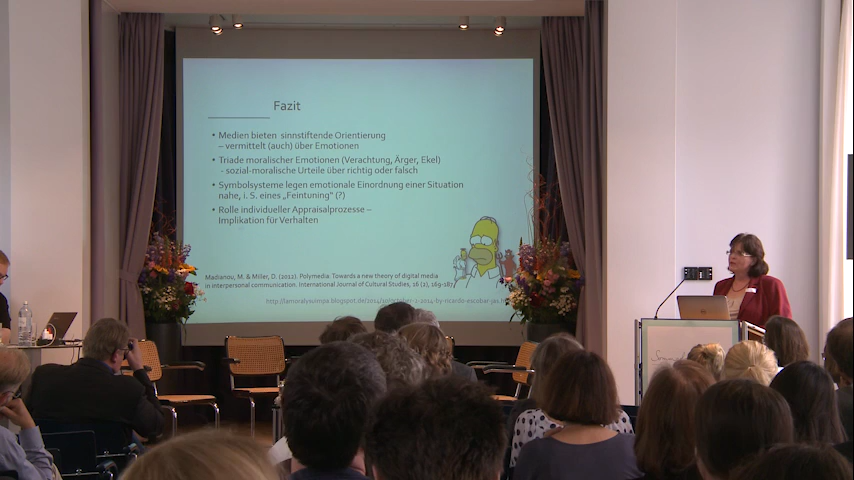 Fazit
• Medien bieten sinnstiftende Orientierung
– vermittelt (auch) über Emotionen
• Triade moralischer Emotionen (Verachtung, Ärger, Ekel)
- sozial-moralische Urteile über richtig oder falsch
• Symbolsysteme legen emotionale Einordnung einer Situation
nahe, i. S. eines „Feintuning“ (?)
• Rolle individueller Appraisalprozesse –
Implikation für Verhalten
Madianou, M. & Miller, D. (2012). Polymedia: Towards a new theory of digital media
in interpersonal communication. International Journal of Cultural Studies, 16 (2), 169-187